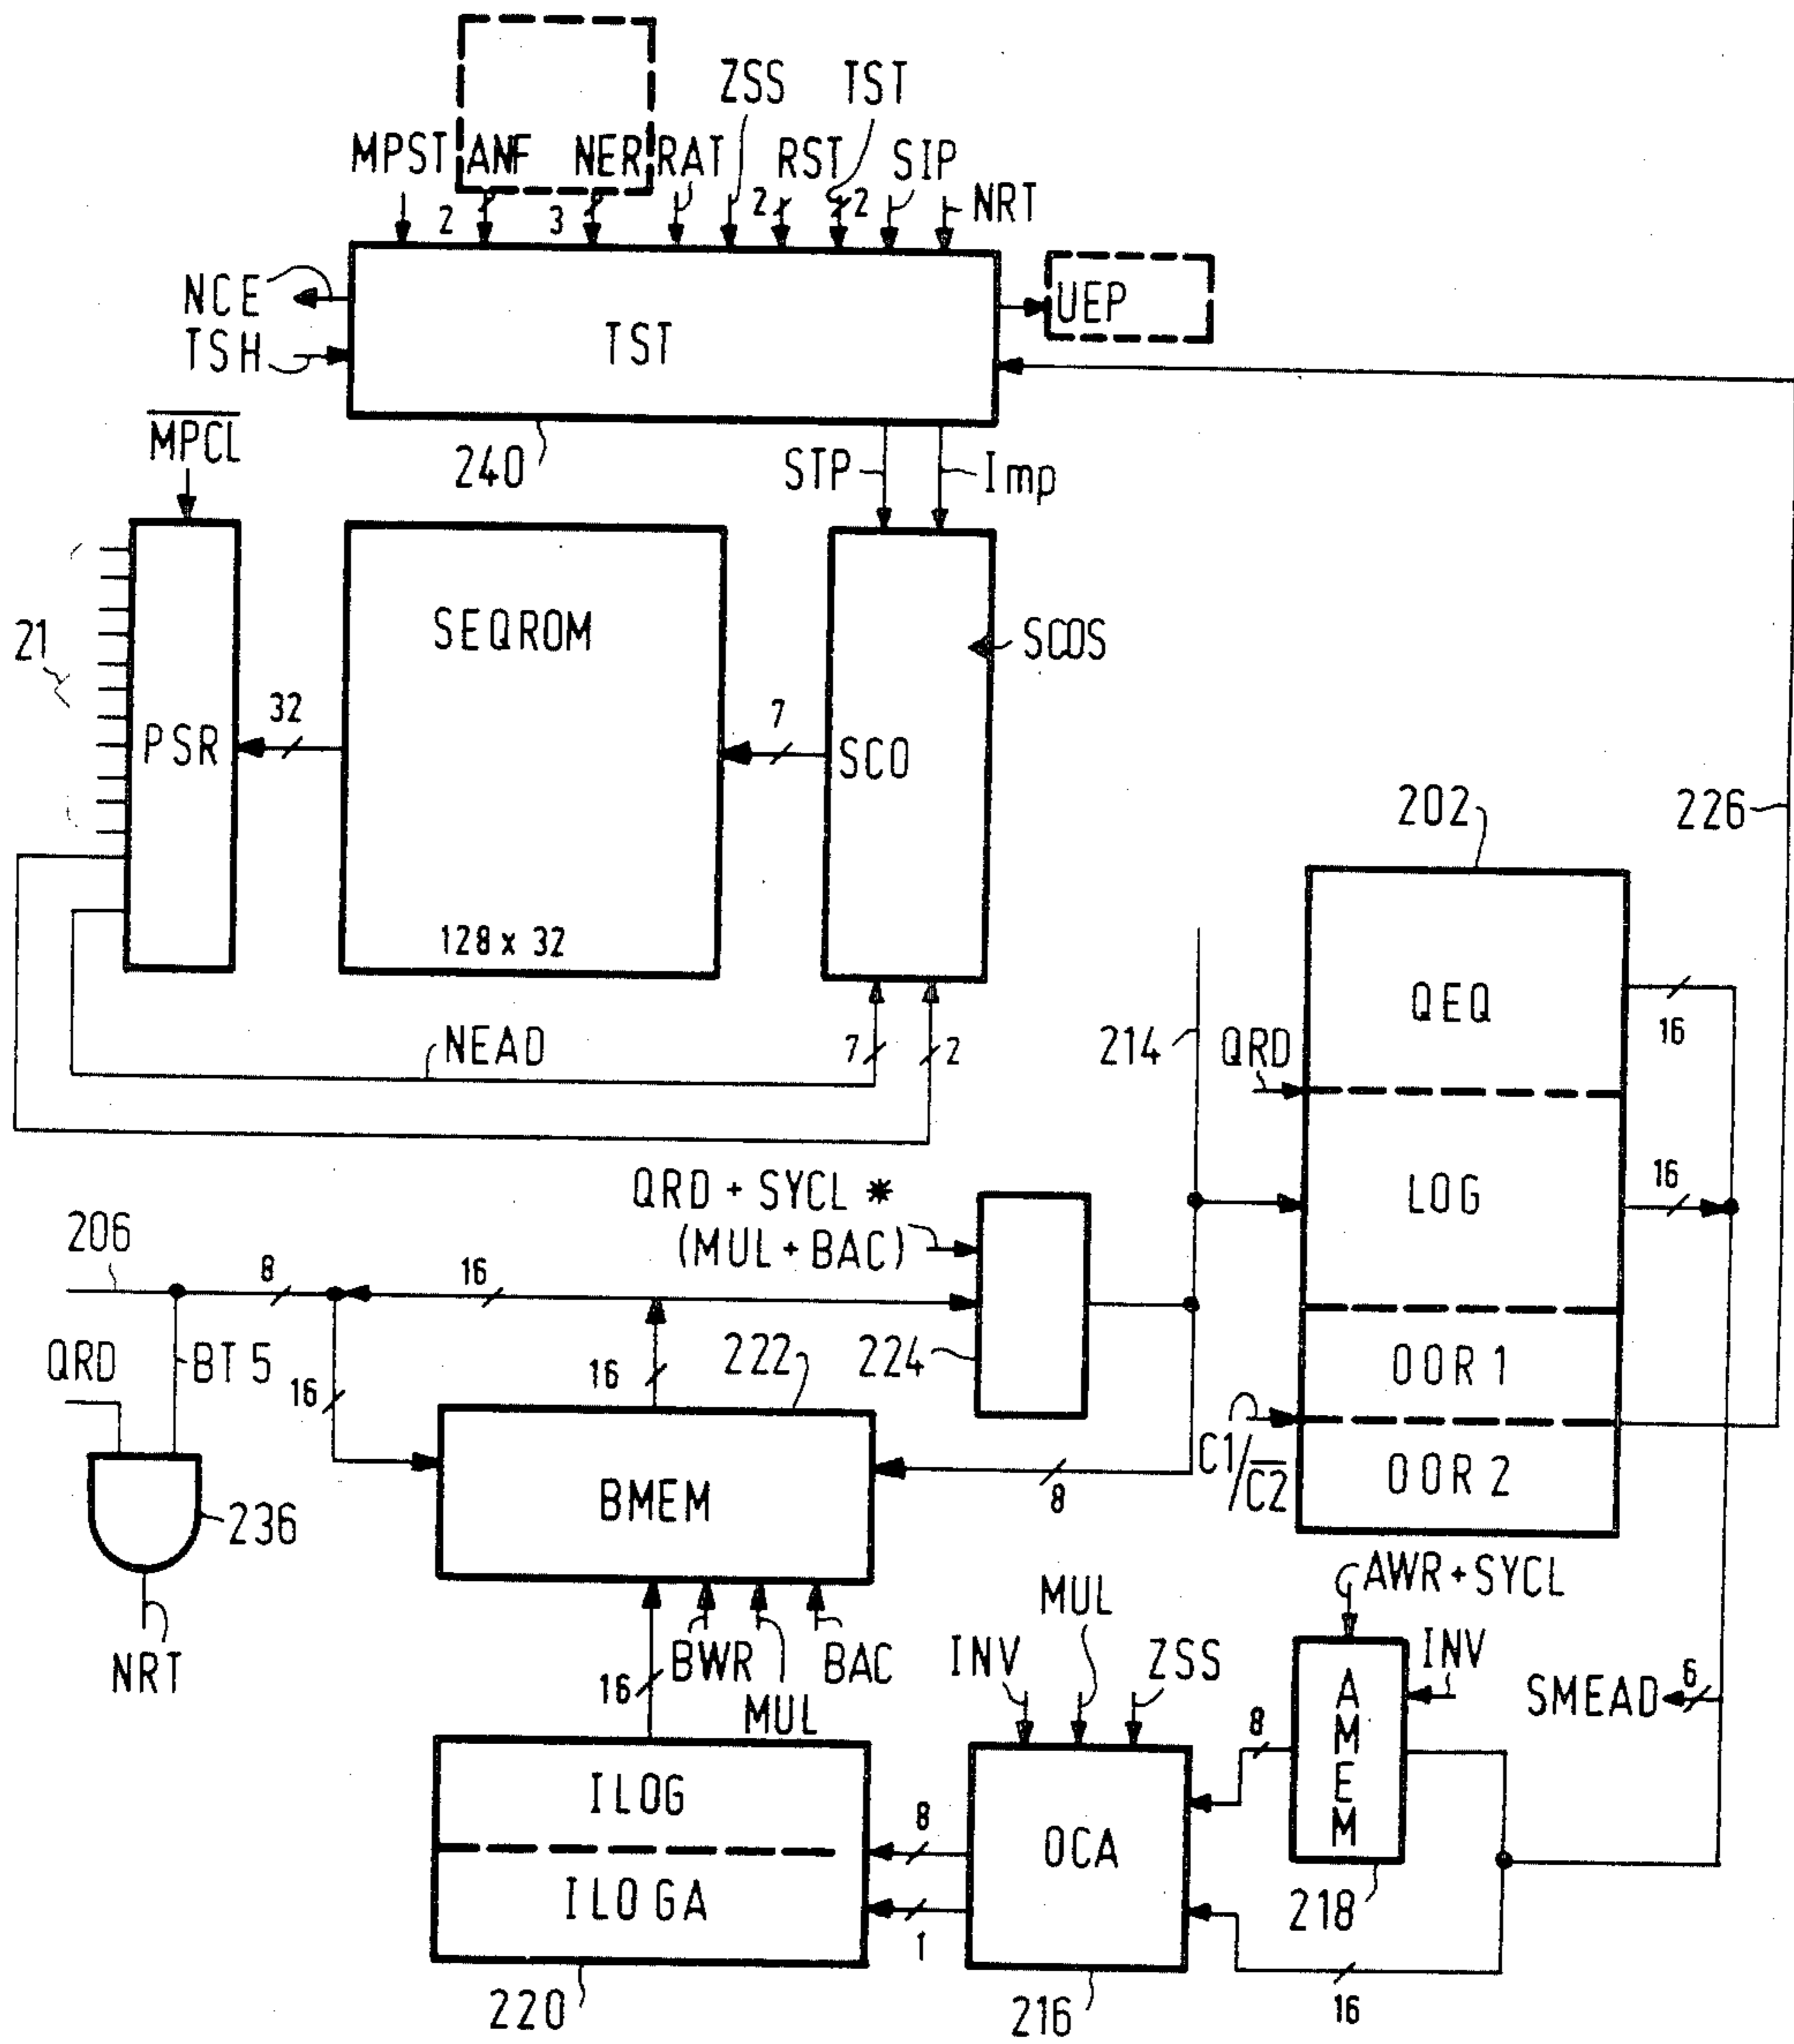 ZSS TST
MPST ANF NER RAT RST SIP
2 3 2 2 NRT
NCE
TSH
TST
UEP
MPCL
240
STP Imp
21
PSR
32
SEQROM
128 x 32
7
SCO
SCOS
NEAD
7 2
202
226
214
QRD
QEQ
16
LOG
16
OOR 1
OOR 2
C1/C2
QRD + SYCL *
(MUL + BAC)
206
8
16
QRD
BT 5
16
16
222
224
236
NRT
BMEM
8
BWR
MUL
BAC
16
AWR + SYCL
INV
MUL
ZSS
INV
SMEAD
6
AMEM
8
218
OCA
8
1
16
216
ILOG
ILOGA
220